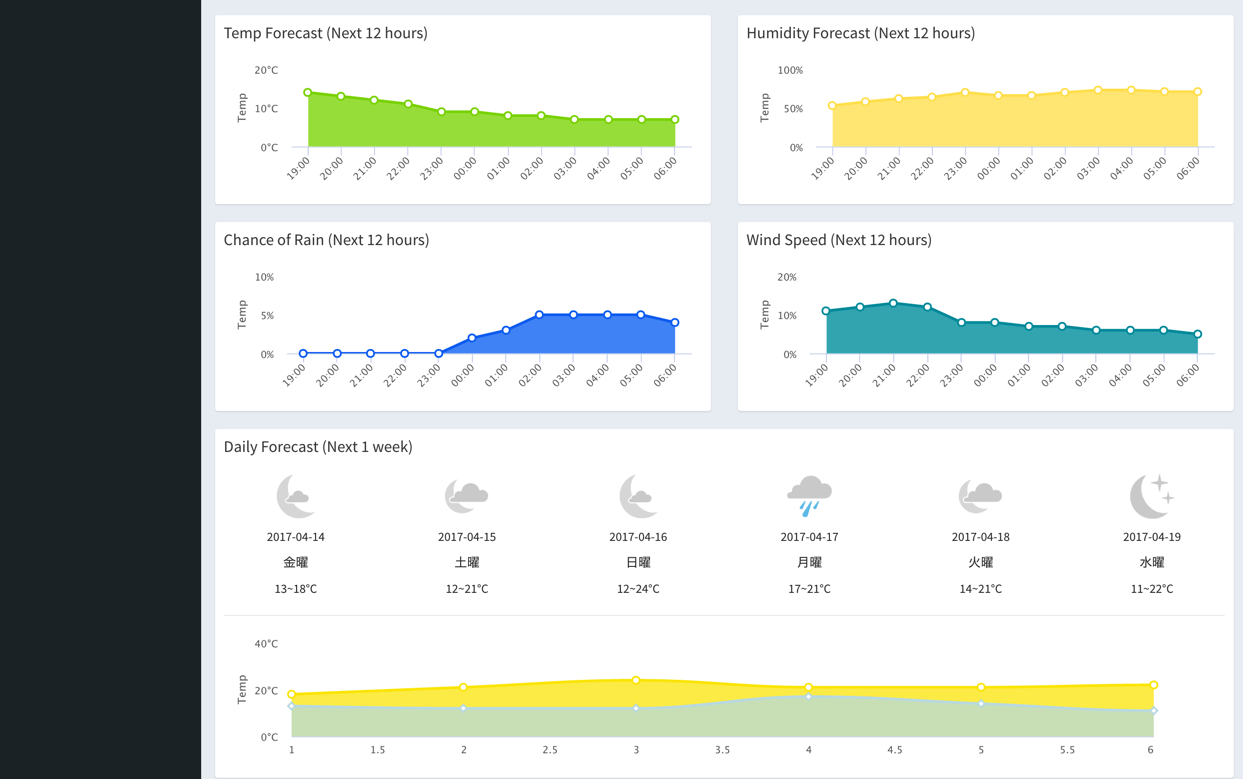 Temp Forecast (Next 12 hours)
20°C
10°C
0°C
Temp
19:00 20:00 21:00 22:00 23:00 00:00 01:00 02:00 03:00 04:00 05:00 06:00
Humidity Forecast (Next 12 hours)
100%
50%
0%
Temp
19:00 20:00 21:00 22:00 23:00 00:00 01:00 02:00 03:00 04:00 05:00 06:00
Chance of Rain (Next 12 hours)
10%
5%
0%
Temp
19:00 20:00 21:00 22:00 23:00 00:00 01:00 02:00 03:00 04:00 05:00 06:00
Wind Speed (Next 12 hours)
20%
10%
0%
Temp
19:00 20:00 21:00 22:00 23:00 00:00 01:00 02:00 03:00 04:00 05:00 06:00
Daily Forecast (Next 1 week)
2017-04-14 2017-04-15 2017-04-16 2017-04-17 2017-04-18 2017-04-19
金曜 土曜 日曜 月曜 火曜 水曜
13~18°C 12~21°C 12~24°C 17~21°C 14~21°C 11~22°C
40°C
20°C
0°C
Temp
1 1.5 2 2.5 3 3.5 4 4.5 5 5.5 6